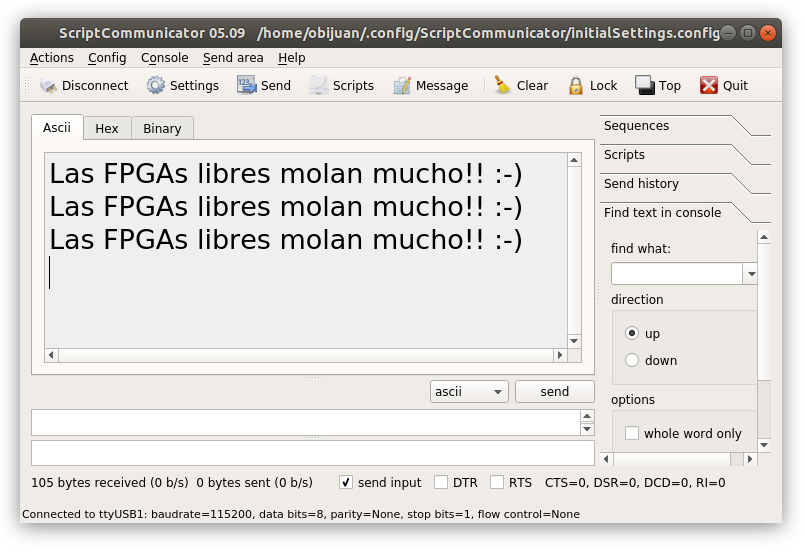 ScriptCommunicator 05.09   /home/obijuan/.config/ScriptCommunicator/initialSettings.config
Actions Config Console Send area Help
Disconnect Settings Send Scripts Message Clear Lock Top Quit
Ascii Hex Binary
Las FPGAs libres molan mucho!! :-)
Las FPGAs libres molan mucho!! :-)
Las FPGAs libres molan mucho!! :-)
Sequences
Scripts
Send history
Find text in console
find what:
direction
up
down
options
whole word only
ascii send
105 bytes received (0 b/s)  0 bytes sent (0 b/s) send input DTR RTS CTS=0, DSR=0, DCD=0, RI=0
Connected to ttyUSB1: baudrate=115200, data bits=8, parity=None, stop bits=1, flow control=None